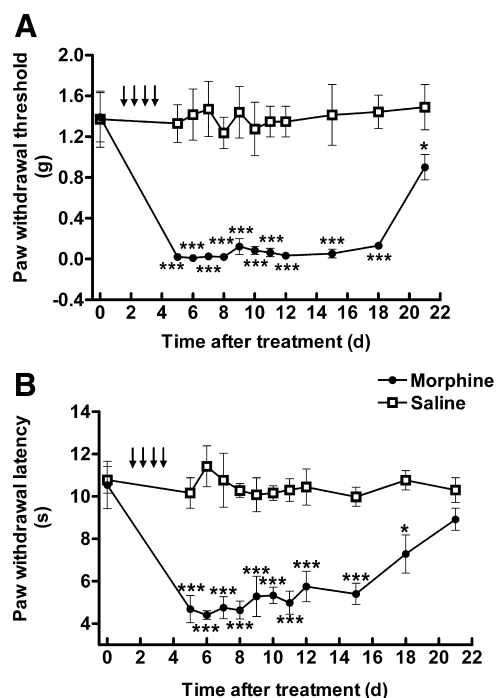 A
Paw withdrawal threshold
(g)
2.0
1.6
1.2
0.8
0.4
0.0
-0.4
*
***
***
***
***
***
***
***
***
***
***
0 2 4 6 8 10 12 14 16 18 20 22
Time after treatment (d)
B
Morphine
Saline
Paw withdrawal latency
(s)
14
12
10
8
6
4
*
***
***
***
***
***
***
***
***
***
0 2 4 6 8 10 12 14 16 18 20 22
Time after treatment (d)